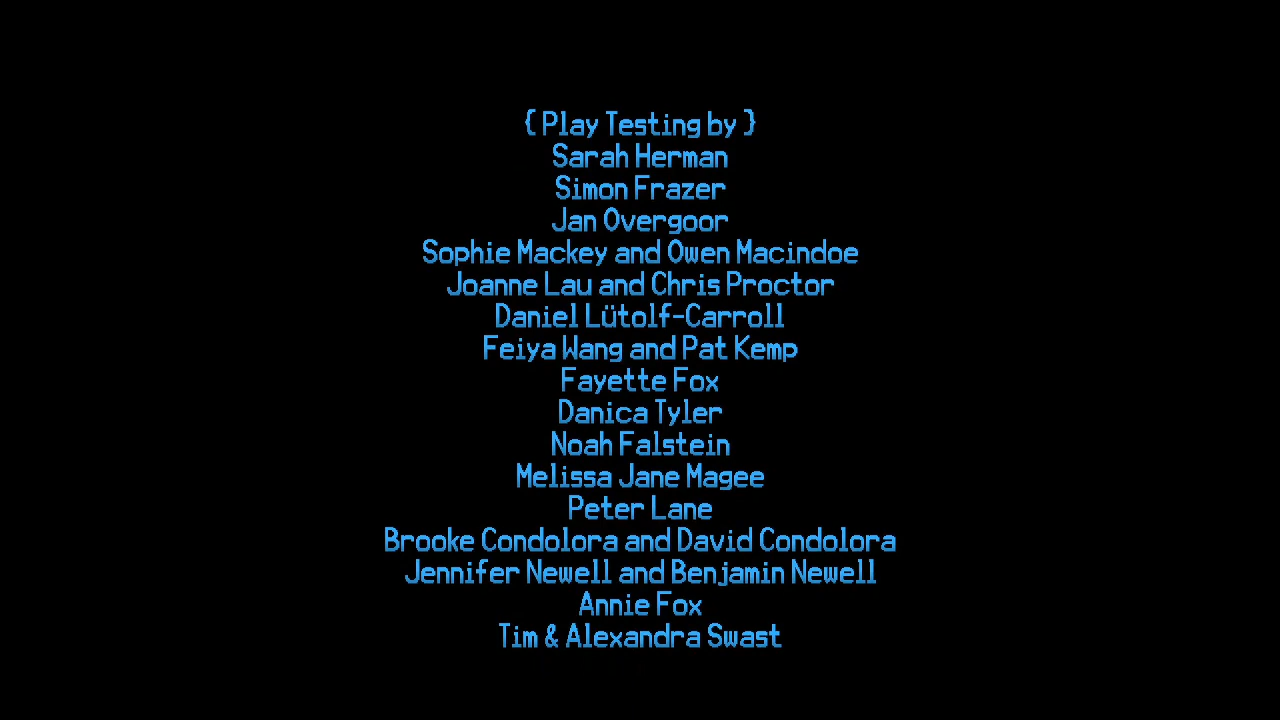 { Play Testing by }
Sarah Herman
Simon Frazer
Jan Overgoor
Sophie Mackey and Owen Macindoe
Joanne Lau and Chris Proctor
Daniel Lütolf-Carroll
Feiya Wang and Pat Kemp
Fayette Fox
Danica Tyler
Noah Falstein
Melissa Jane Magee
Peter Lane
Brooke Condolora and David Condolora
Jennifer Newell and Benjamin Newell
Annie Fox
Tim & Alexandra Swast